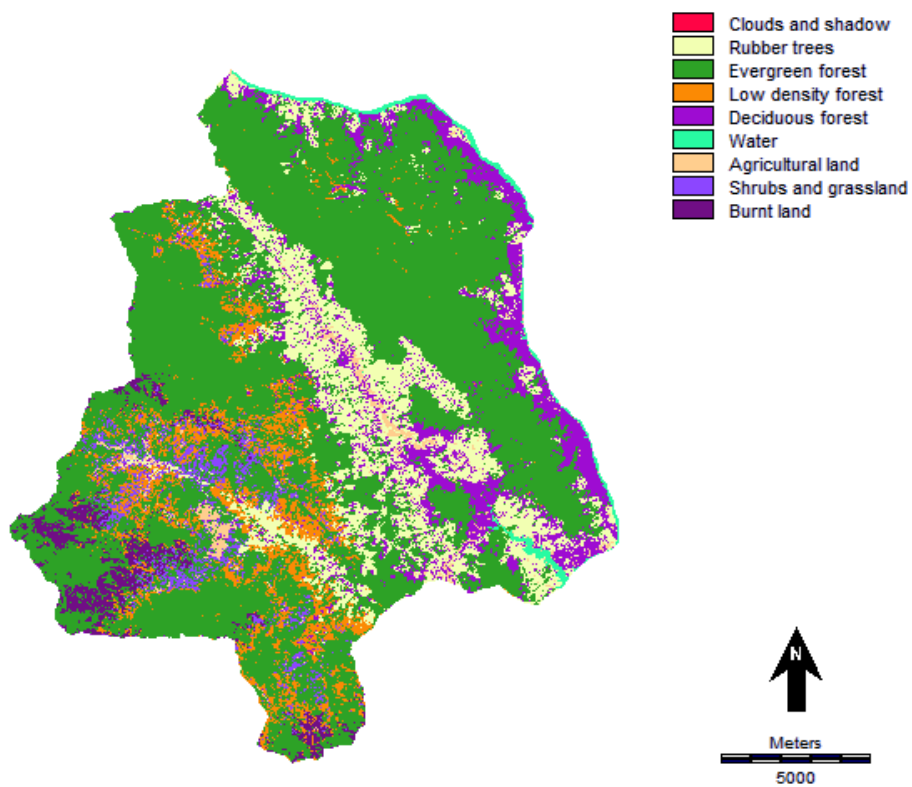 Clouds and shadow
Rubber trees
Evergreen forest
Low density forest
Deciduous forest
Water
Agricultural land
Shrubs and grassland
Burnt land
N
Meters
5000